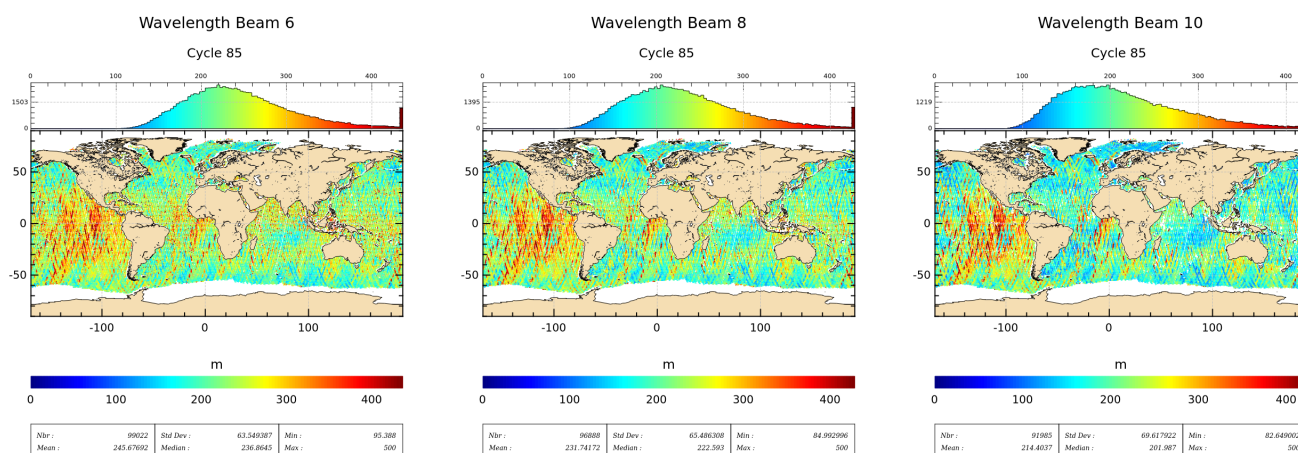 Wavelength Beam 6
Cycle 85
0 100 200 300 400
1503
0
50
0
-50
-100 0 100
m
0 100 200 300 400
Nbr : 99022 Std Dev : 63.549387 Min : 95.388
Mean : 245.67692 Median : 236.8645 Max : 500
Wavelength Beam 8
Cycle 85
0 100 200 300 400
1395
0
50
0
-50
-100 0 100
m
0 100 200 300 400
Nbr : 96888 Std Dev : 65.486308 Min : 84.992996
Mean : 231.74172 Median : 222.593 Max : 500
Wavelength Beam 10
Cycle 85
0 100 200 300 400
1219
0
50
0
-50
-100 0 100
m
0 100 200 300 400
Nbr : 91985 Std Dev : 69.617922 Min : 82.649002
Mean : 214.4037 Median : 201.987 Max : 500